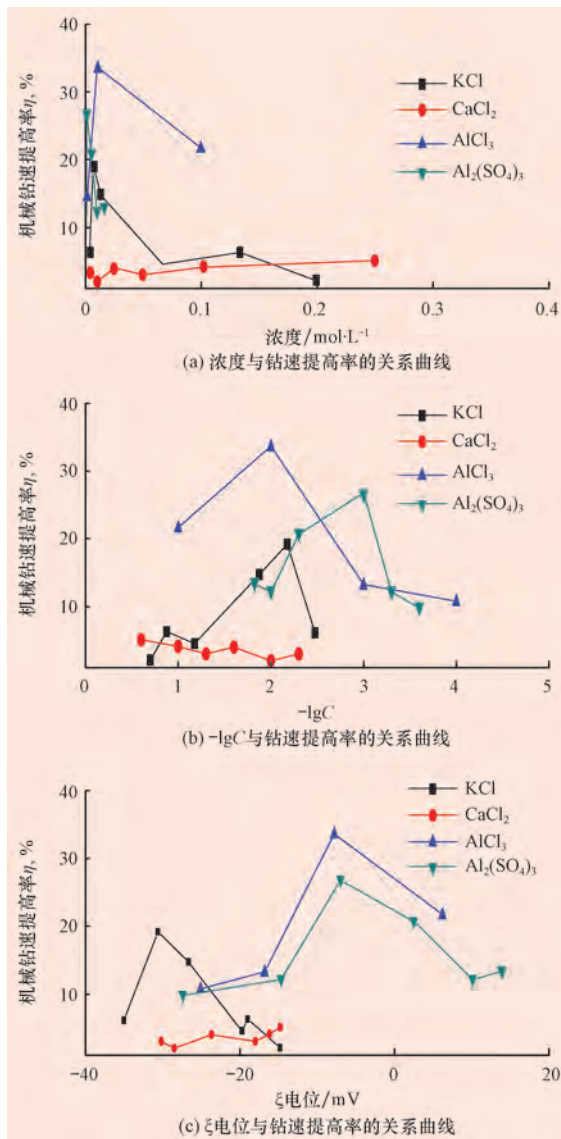 机械钻速提高率η, %
40
30
20
10
0
0.1
0.2
0.3
0.4
KCl
CaCl₂
AlCl₃
Al₂(SO₄)₃
浓度/mol·L⁻¹
(a) 浓度与钻速提高率的关系曲线
机械钻速提高率η, %
40
30
20
10
0
1
2
3
4
5
KCl
CaCl₂
AlCl₃
Al₂(SO₄)₃
−lgC
(b) −lgC与钻速提高率的关系曲线
机械钻速提高率η, %
40
30
20
10
−40
−20
0
20
KCl
CaCl₂
AlCl₃
Al₂(SO₄)₃
ξ电位/mV
(c) ξ电位与钻速提高率的关系曲线